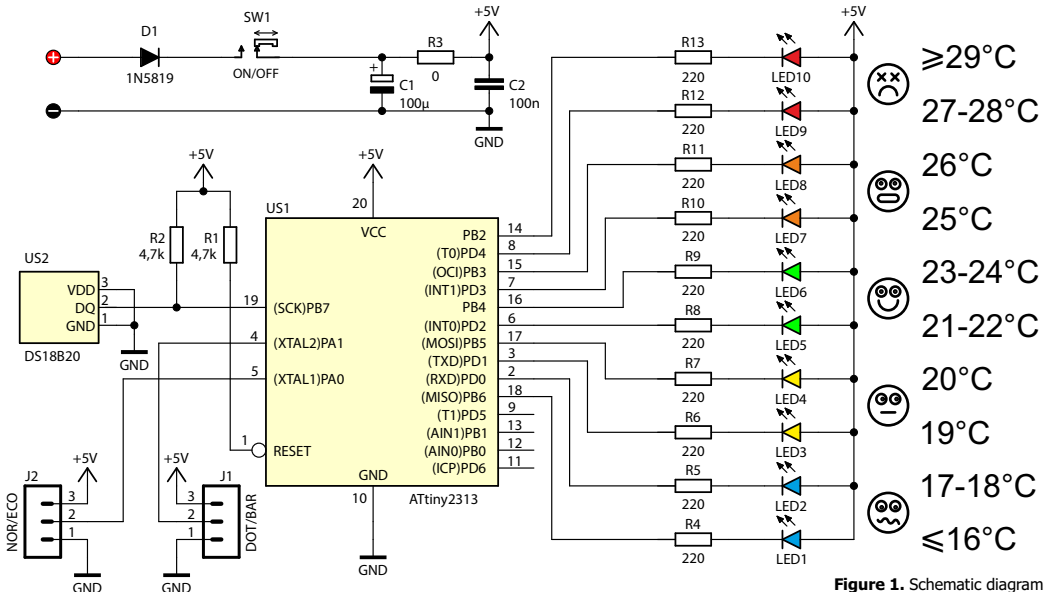 D1
1N5819
SW1
ON/OFF
+
C1
100µ
R3
0
+5V
C2
100n
GND
+5V
R2
4,7k
R1
4,7k
US2
VDD 3
DQ 2
GND 1
DS18B20
GND
+5V
20
US1
VCC
19 (SCK)PB7
4 (XTAL2)PA1
5 (XTAL1)PA0
1 RESET
PB2 14
(T0)PD4 8
(OCI)PB3 15
(INT1)PD3 7
PB4 16
(INT0)PD2 6
(MOSI)PB5 17
(TXD)PD1 3
(RXD)PD0 2
(MISO)PB6 18
(T1)PD5 9
(AIN1)PB1 13
(AIN0)PB0 12
(ICP)PD6 11
GND
10
ATtiny2313
GND
J2
NOR/ECO
+5V
3
2
1
GND
J1
DOT/BAR
+5V
3
2
1
GND
+5V
R13
220
LED10
≥29°C
R12
220
LED9
27-28°C
R11
220
LED8
26°C
R10
220
LED7
25°C
R9
220
LED6
23-24°C
R8
220
LED5
21-22°C
R7
220
LED4
20°C
R6
220
LED3
19°C
R5
220
LED2
17-18°C
R4
220
LED1
≤16°C
Figure 1. Schematic diagram